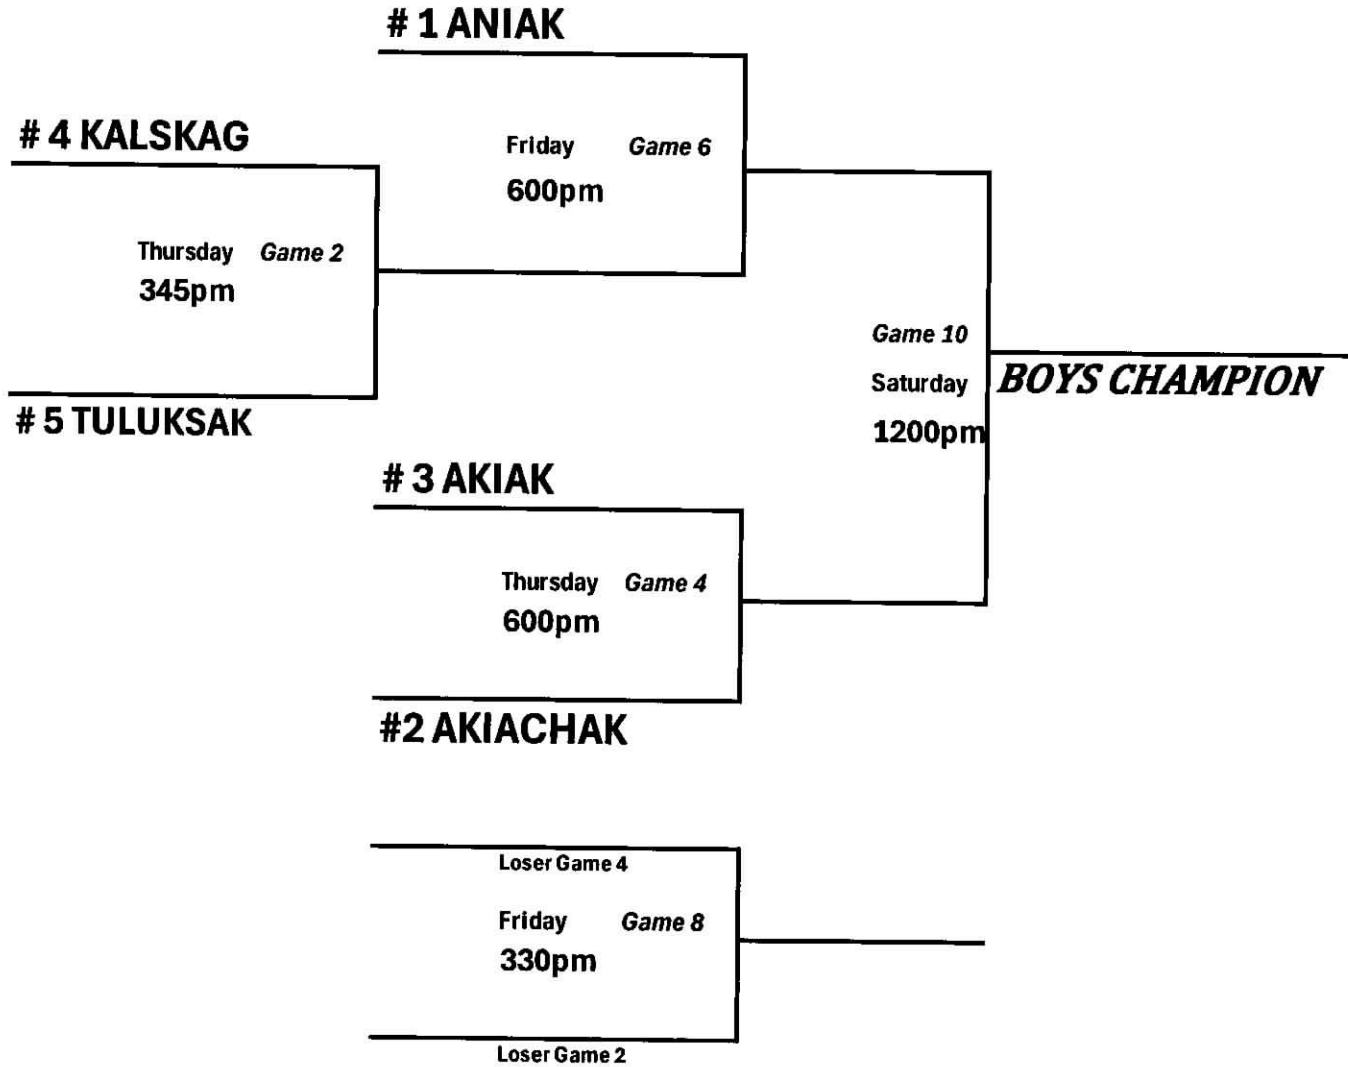 # 1 ANIAK
# 4 KALSKAG
Friday Game 6
600pm
Thursday Game 2
345pm
Game 10
Saturday
1200pm
BOYS CHAMPION
# 5 TULUKSAK
# 3 AKIAK
Thursday Game 4
600pm
#2 AKIACHAK
Loser Game 4
Friday Game 8
330pm
Loser Game 2